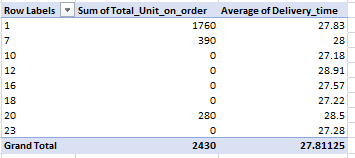 Row Labels Sum of Total_Unit_on_order Average of Delivery_time
1 1760 27.83
7 390 28
10 0 27.18
12 0 28.91
16 0 27.57
18 0 27.22
20 280 28.5
23 0 27.28
Grand Total 2430 27.81125